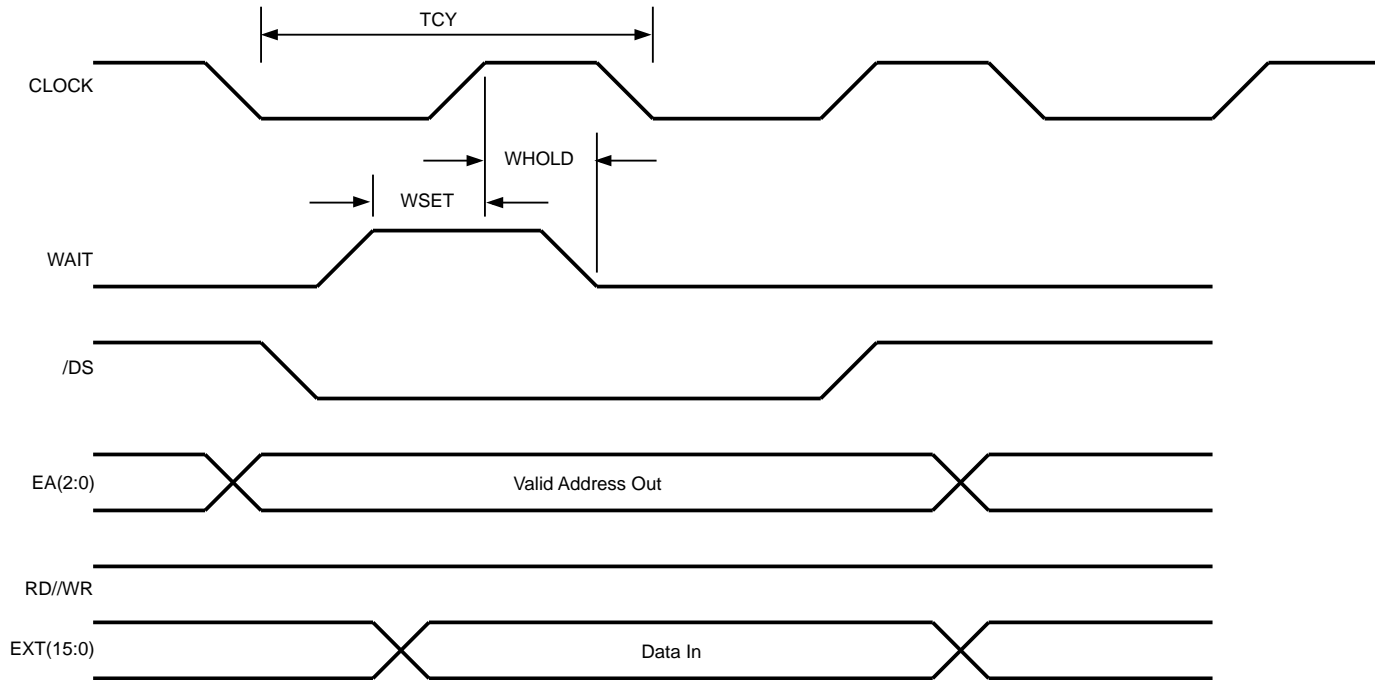 TCY
CLOCK
WHOLD
WSET
WAIT
/DS
EA(2:0)
Valid Address Out
RD//WR
EXT(15:0)
Data In